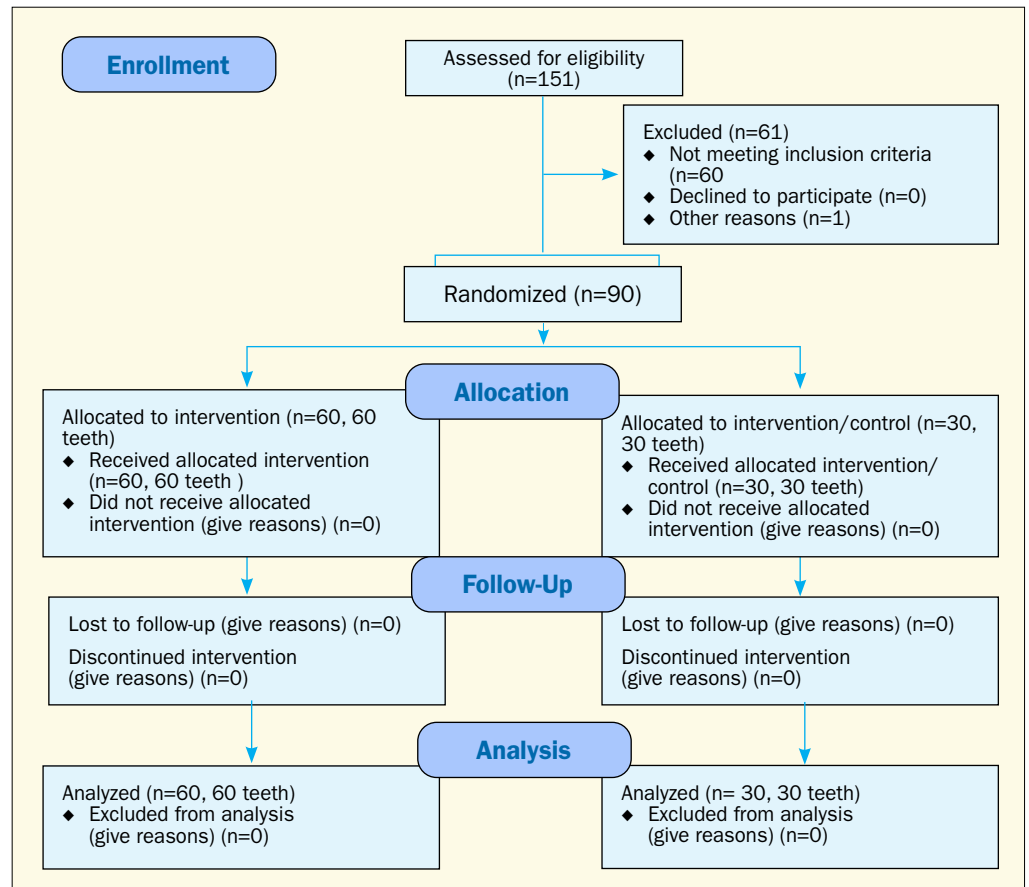 Enrollment
Assessed for eligibility
(n=151)
Excluded (n=61)
◆ Not meeting inclusion criteria
(n=60
◆ Declined to participate (n=0)
◆ Other reasons (n=1)
Randomized (n=90)
Allocation
Allocated to intervention (n=60, 60
teeth)
◆ Received allocated intervention
(n=60, 60 teeth )
◆ Did not receive allocated
intervention (give reasons) (n=0)
Allocated to intervention/control (n=30,
30 teeth)
◆ Received allocated intervention/
control (n=30, 30 teeth)
◆ Did not receive allocated
intervention (give reasons) (n=0)
Follow-Up
Lost to follow-up (give reasons) (n=0)
Discontinued intervention
(give reasons) (n=0)
Lost to follow-up (give reasons) (n=0)
Discontinued intervention
(give reasons) (n=0)
Analysis
Analyzed (n=60, 60 teeth)
◆ Excluded from analysis
(give reasons) (n=0)
Analyzed (n= 30, 30 teeth)
◆ Excluded from analysis
(give reasons) (n=0)